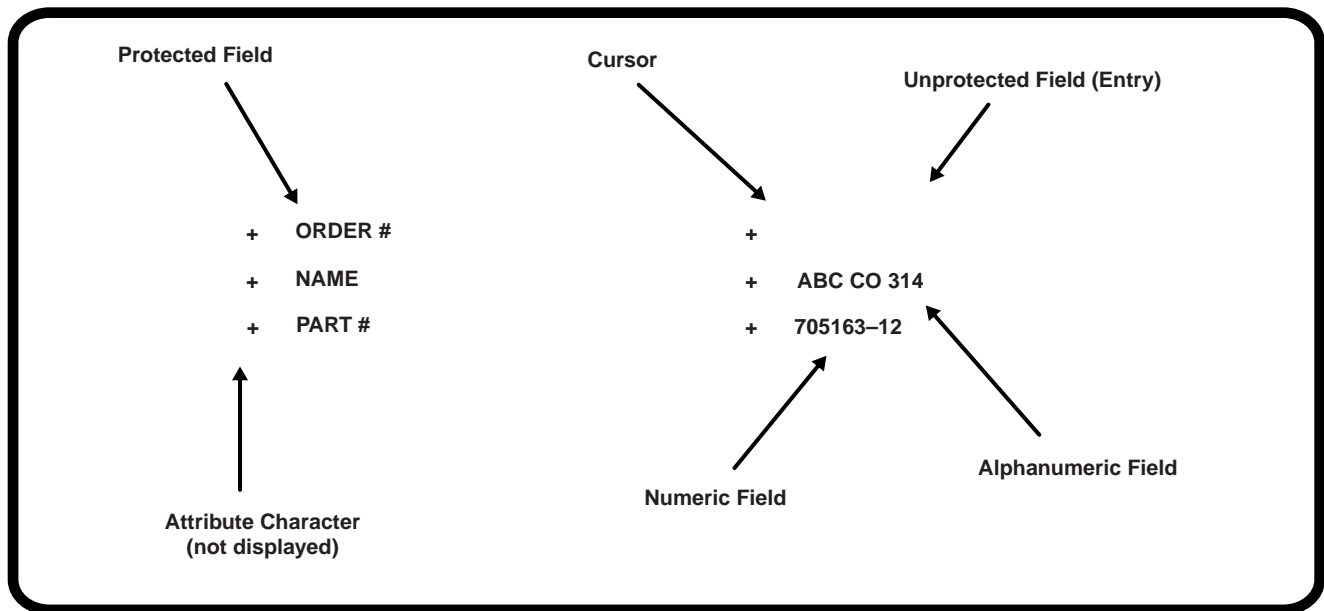 Protected Field
Cursor
Unprotected Field (Entry)
+ ORDER # +
+ NAME + ABC CO 314
+ PART # + 705163–12
Alphanumeric Field
Numeric Field
Attribute Character
(not displayed)